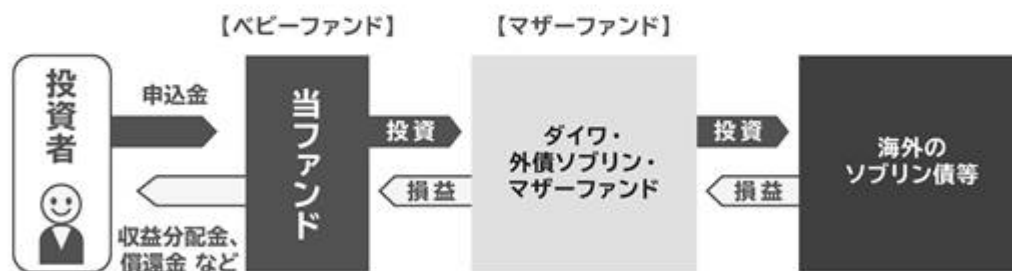 【ベビーファンド】
【マザーファンド】
投資者
申込金
収益分配金、
償還金 など
当ファンド
投資
損益
ダイワ・
外債ソブリン・
マザーファンド
投資
損益
海外の
ソブリン債等